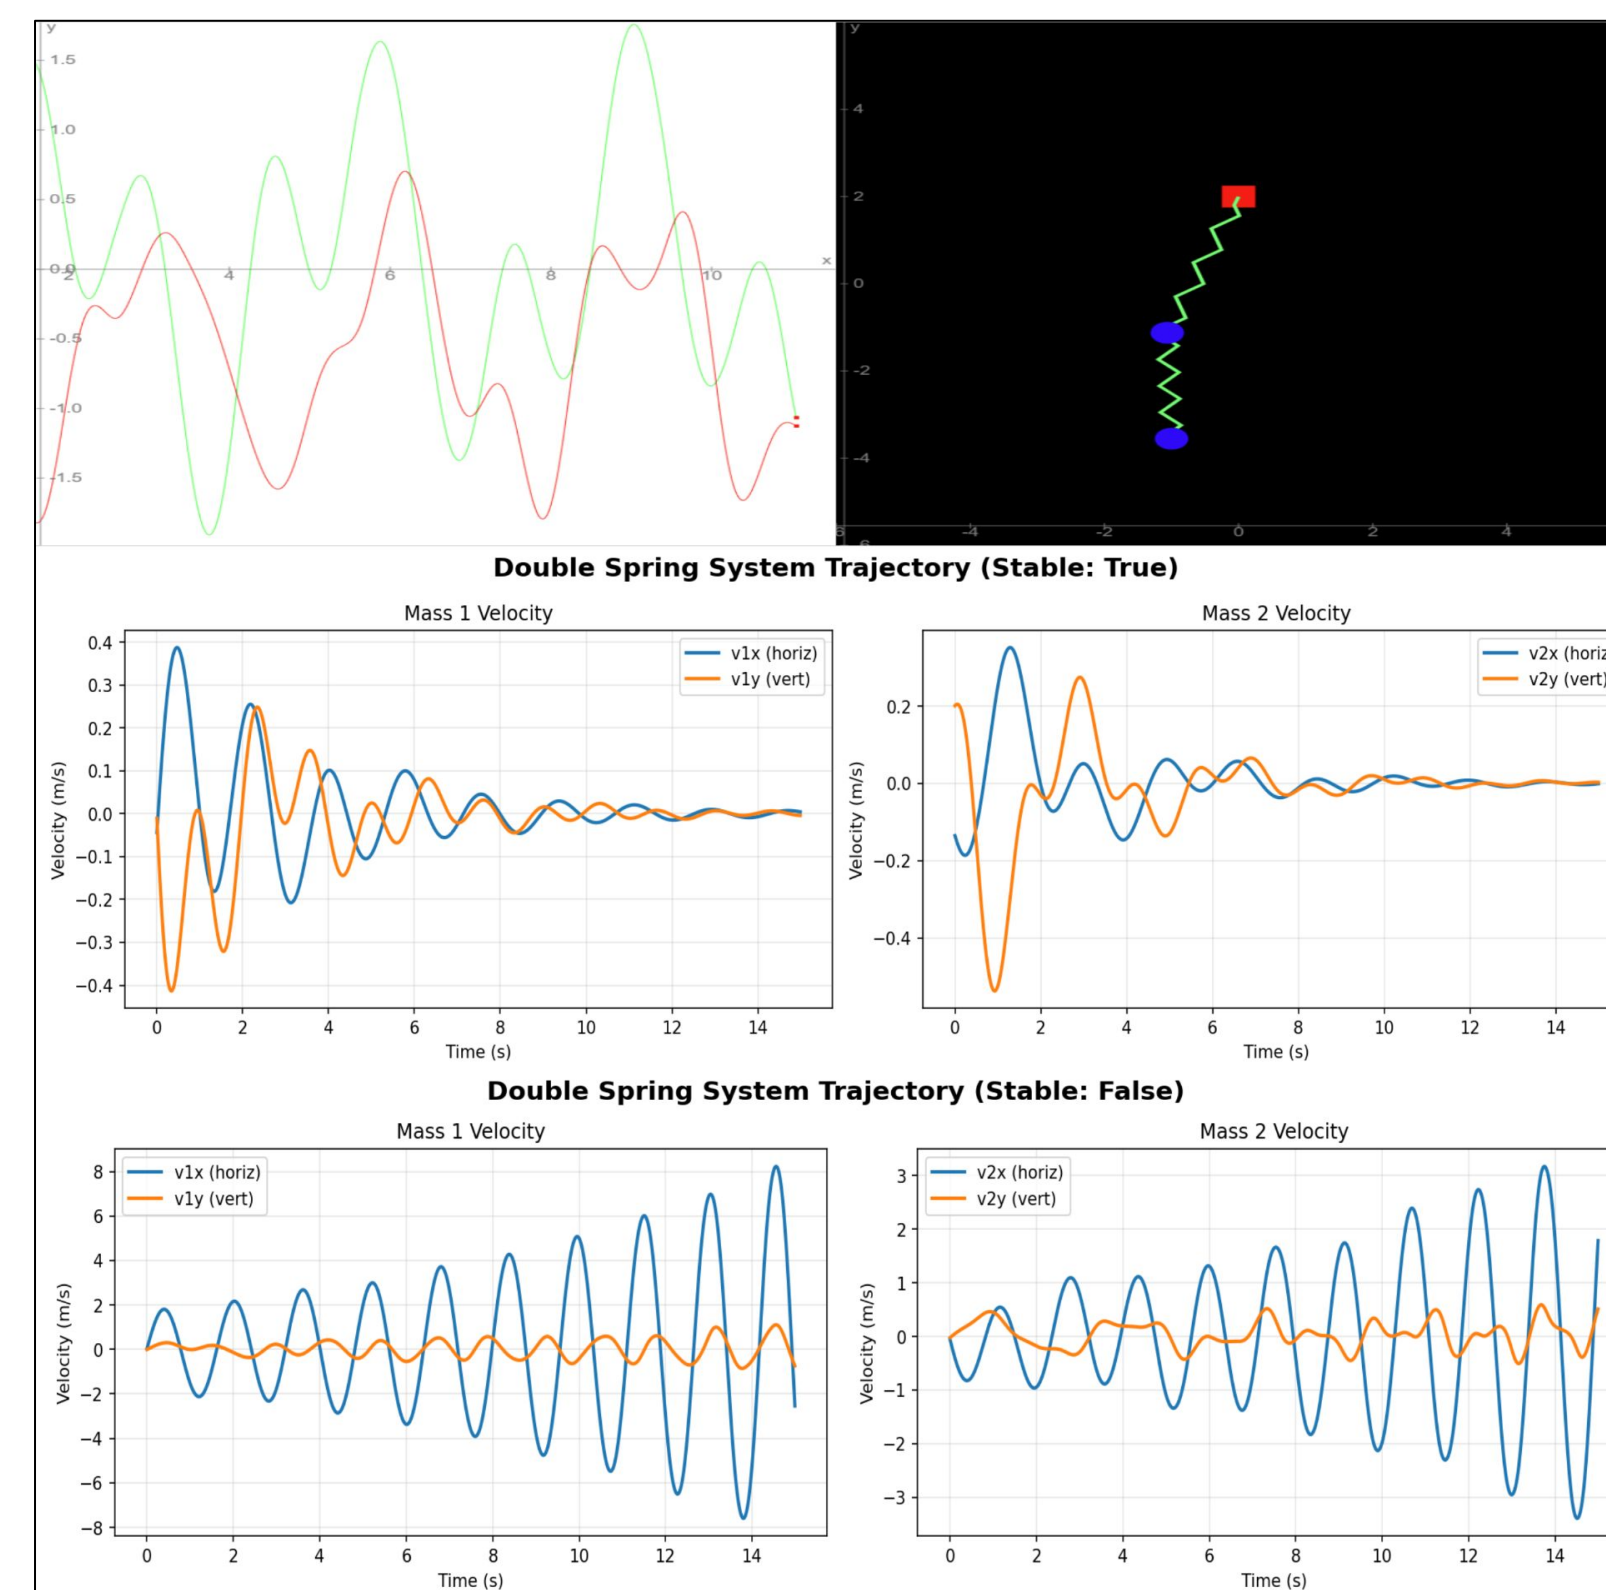 y
1.5
1.0
0.5
0.0
2 4 6 8 10 x
-0.5
-1.0
-1.5
y
4
2
0
-2
-4
6 -4 -2 0 2 4
6
Double Spring System Trajectory (Stable: True)
Mass 1 Velocity
v1x (horiz)
v1y (vert)
Velocity (m/s)
0.4
0.3
0.2
0.1
0.0
−0.1
−0.2
−0.3
−0.4
0 2 4 6 8 10 12 14
Time (s)
Mass 2 Velocity
v2x (horiz
v2y (vert)
Velocity (m/s)
0.2
0.0
−0.2
−0.4
0 2 4 6 8 10 12 14
Time (s)
Double Spring System Trajectory (Stable: False)
Mass 1 Velocity
v1x (horiz)
v1y (vert)
Velocity (m/s)
8
6
4
2
0
−2
−4
−6
−8
0 2 4 6 8 10 12 14
Time (s)
Mass 2 Velocity
v2x (horiz)
v2y (vert)
Velocity (m/s)
3
2
1
0
−1
−2
−3
0 2 4 6 8 10 12 14
Time (s)